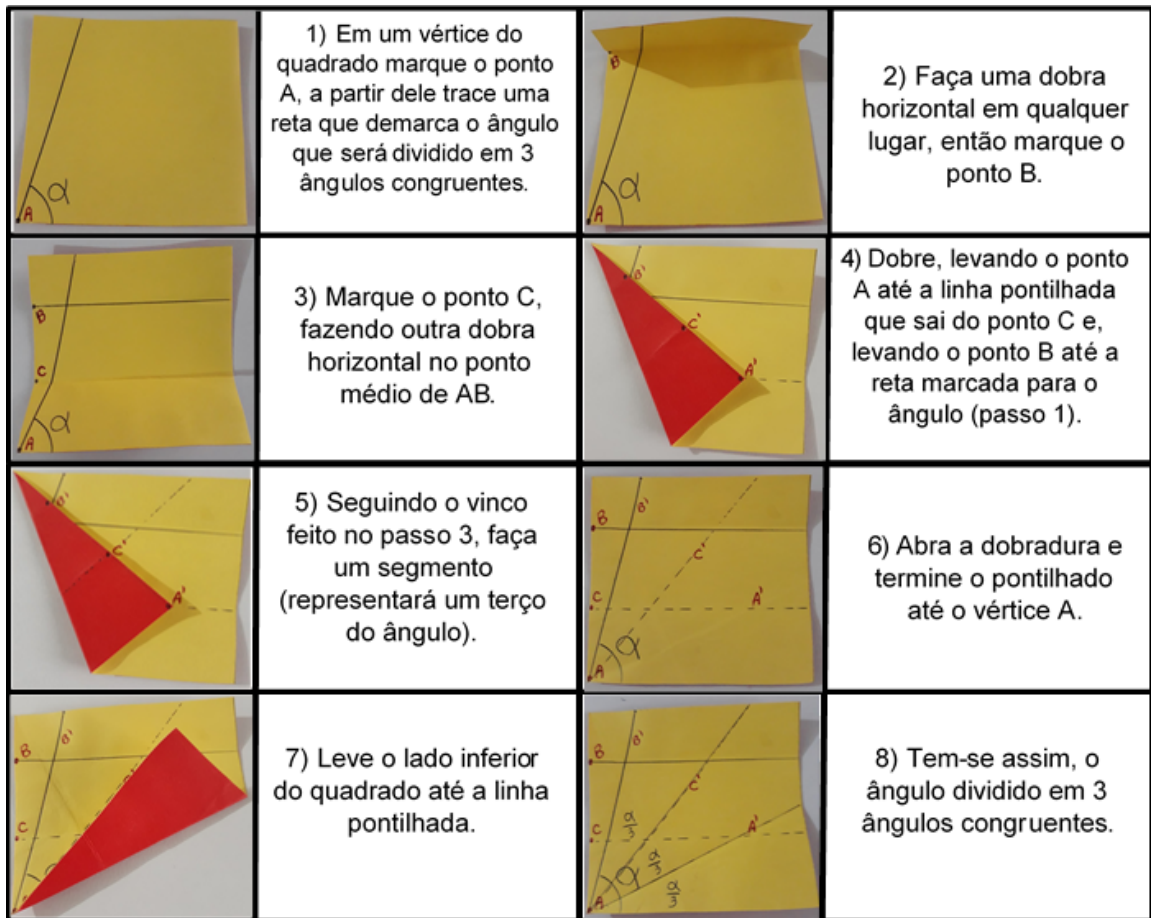 A
α
1) Em um vértice do
quadrado marque o ponto
A, a partir dele trace uma
reta que demarca o ângulo
que será dividido em 3
ângulos congruentes.
B
A
α
2) Faça uma dobra
horizontal em qualquer
lugar, então marque o
ponto B.
B
C
A
α
3) Marque o ponto C,
fazendo outra dobra
horizontal no ponto
médio de AB.
B'
C'
A'
4) Dobre, levando o ponto
A até a linha pontilhada
que sai do ponto C e,
levando o ponto B até a
reta marcada para o
ângulo (passo 1).
B'
C'
A'
5) Seguindo o vinco
feito no passo 3, faça
um segmento
(representará um terço
do ângulo).
B B'
C'
C A'
A α
6) Abra a dobradura e
termine o pontilhado
até o vértice A.
B B'
C
7) Leve o lado inferior
do quadrado até a linha
pontilhada.
B B'
C'
C α/3 A'
α/3
A α α/3
8) Tem-se assim, o
ângulo dividido em 3
ângulos congruentes.